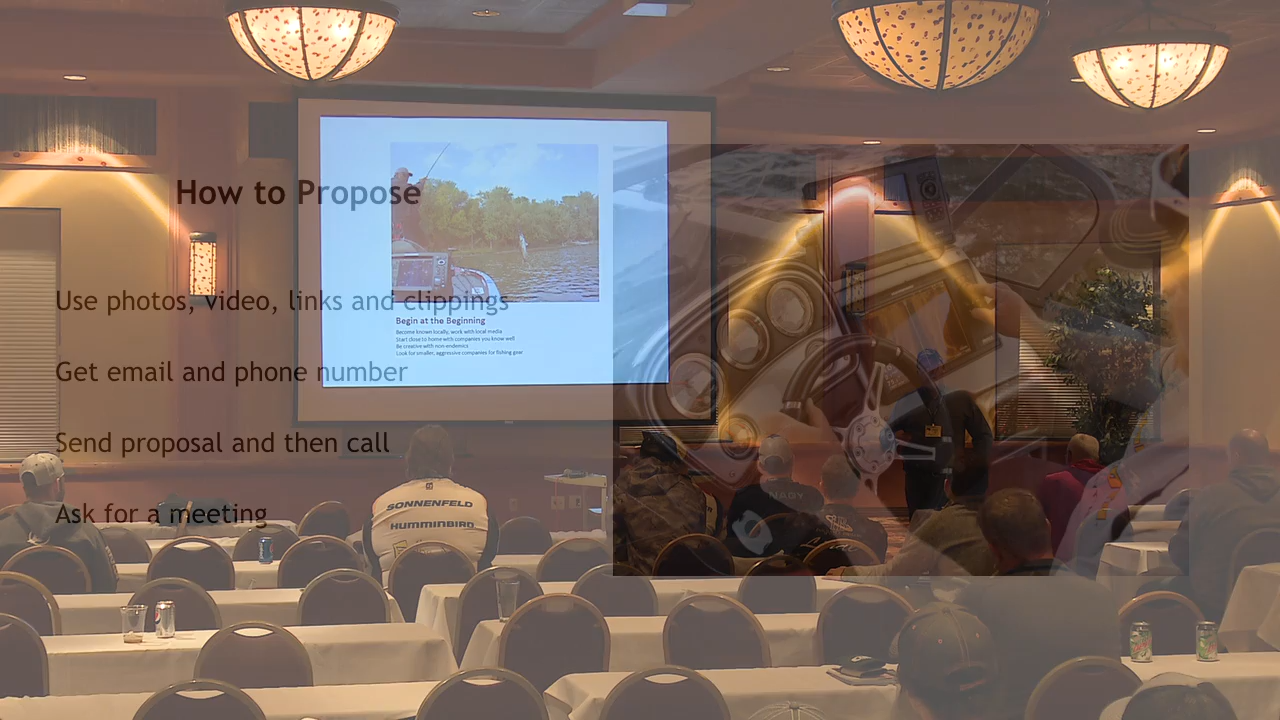 How to Propose
Use photos, video, links and clippings
Get email and phone number
Send proposal and then call
Ask for a meeting
Begin at the Beginning
Become known locally, work with local media
Start close to home with companies you know well
Be creative with non-endemics
Look for smaller, aggressive companies for fishing gear
SONNENFELD
HUMMINBIRD
NAGY